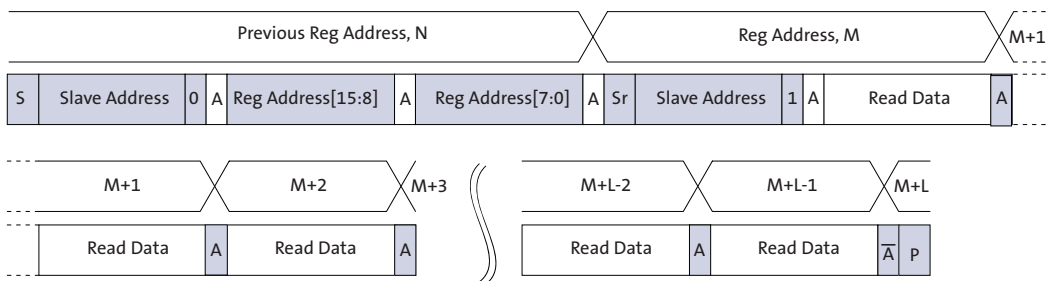 Previous Reg Address, N Reg Address, M M+1
S Slave Address 0 A Reg Address[15:8] A Reg Address[7:0] A Sr Slave Address 1 A Read Data A
M+1 M+2 M+3 M+L-2 M+L-1 M+L
Read Data A Read Data A Read Data A Read Data A̅ P